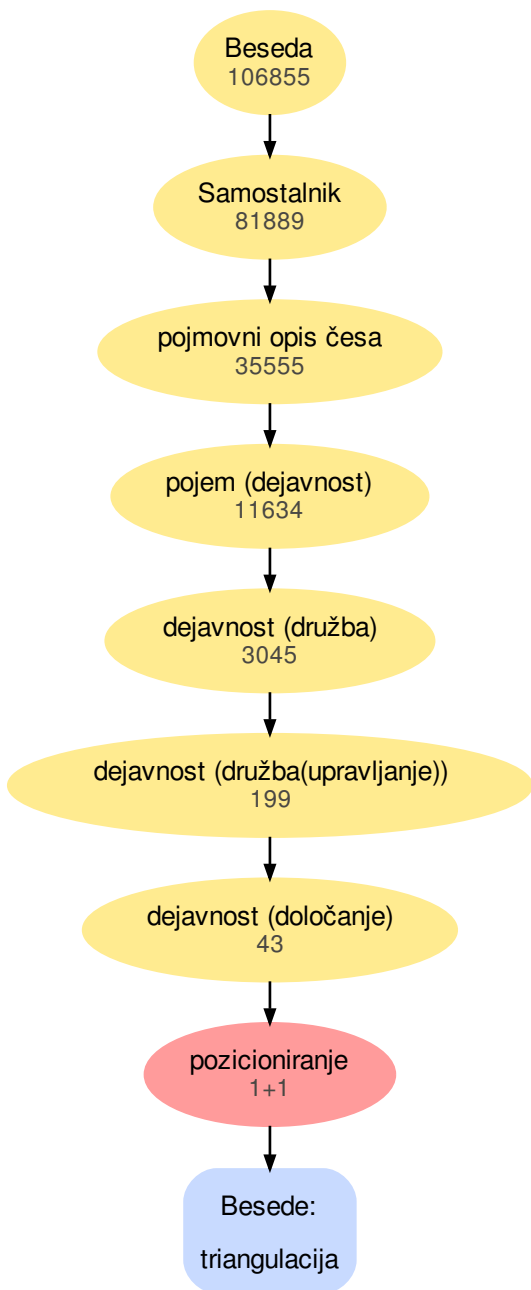 Beseda
106855
Samostalnik
81889
pojmovni opis česa
35555
pojem (dejavnost)
11634
dejavnost (družba)
3045
dejavnost (družba(upravljanje))
199
dejavnost (določanje)
43
pozicioniranje
1+1
Besede:
triangulacija